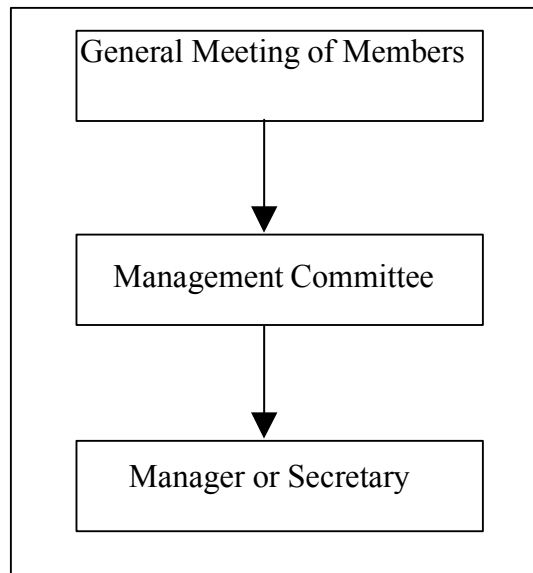 General Meeting of Members
Management Committee
Manager or Secretary